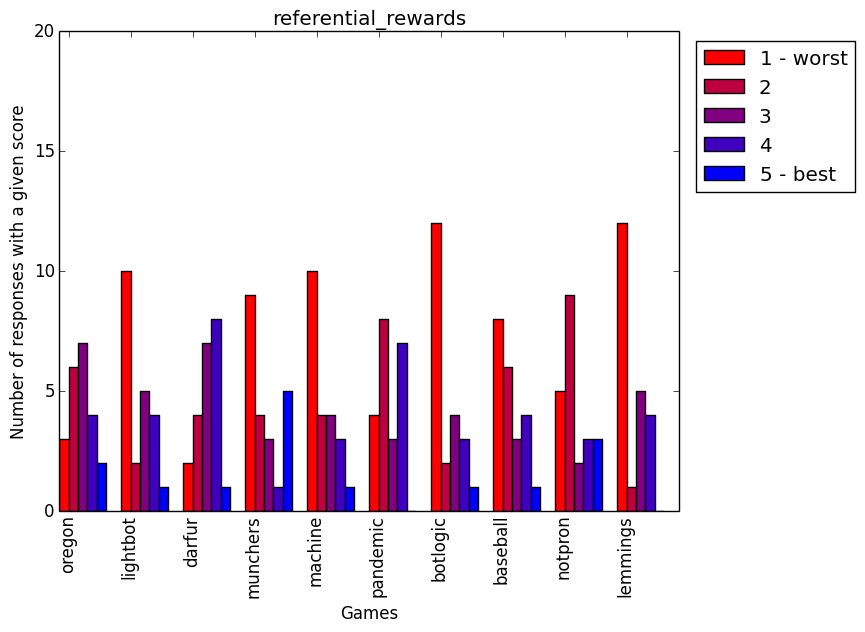 referential_rewards
20
15
10
5
0
Number of responses with a given score
oregon
lightbot
darfur
munchers
machine
pandemic
botlogic
baseball
notpron
lemmings
Games
1 - worst
2
3
4
5 - best